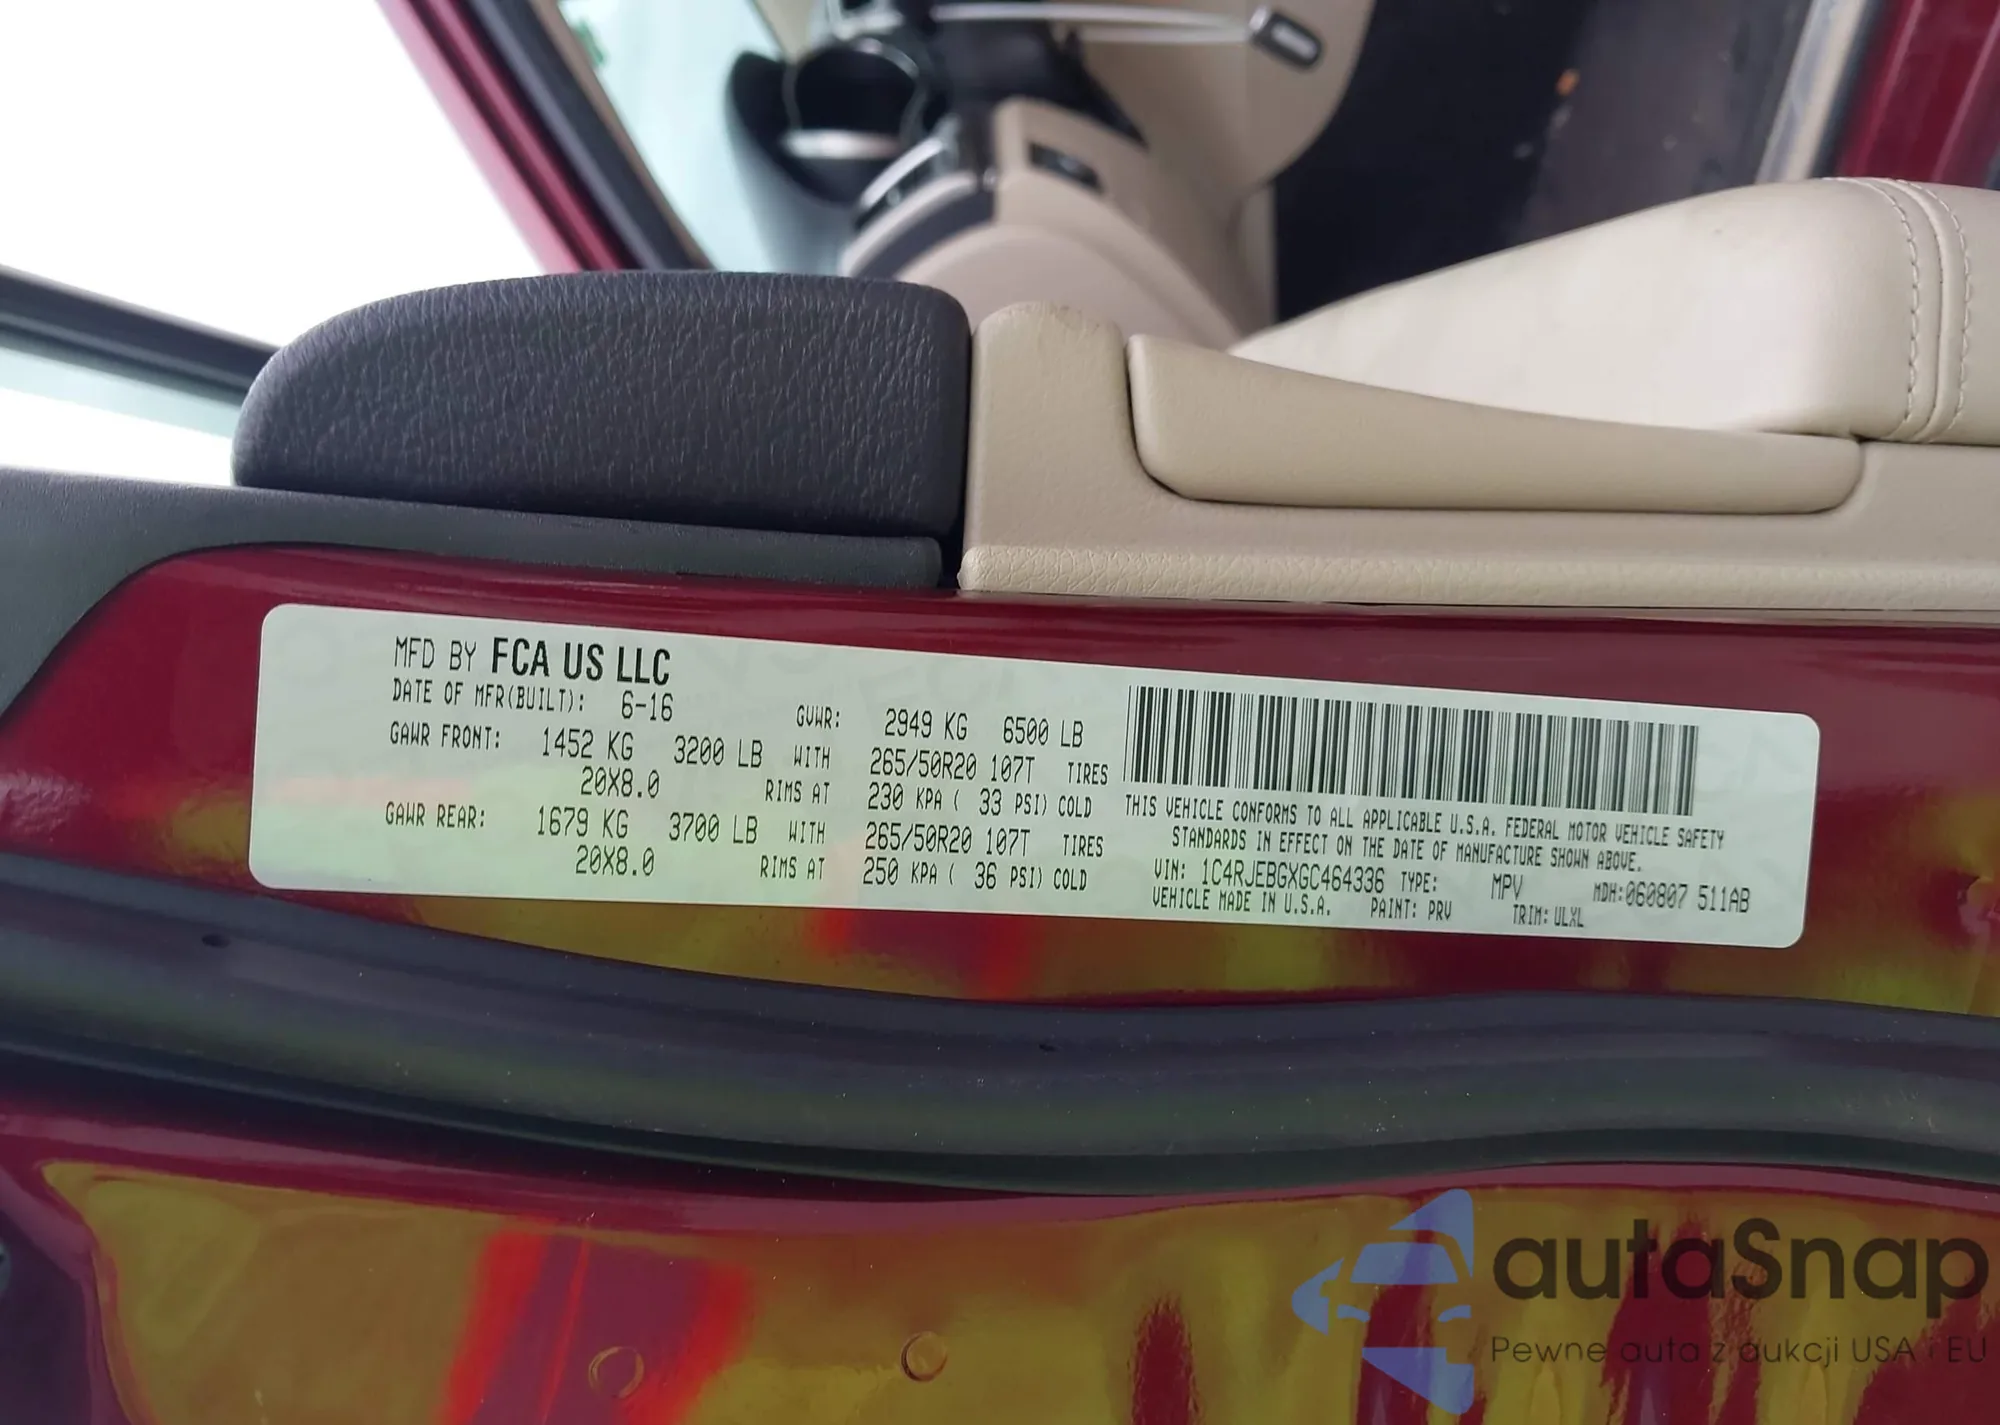 MFD BY FCA US LLC
DATE OF MFR(BUILT): 6-16 GVWR: 2949 KG 6500 LB
GAWR FRONT: 1452 KG 3200 LB WITH 265/50R20 107T TIRES
20X8.0 RIMS AT 230 KPA ( 33 PSI) COLD
GAWR REAR: 1679 KG 3700 LB WITH 265/50R20 107T TIRES
20X8.0 RIMS AT 250 KPA ( 36 PSI) COLD
THIS VEHICLE CONFORMS TO ALL APPLICABLE U.S.A. FEDERAL MOTOR VEHICLE SAFETY
STANDARDS IN EFFECT ON THE DATE OF MANUFACTURE SHOWN ABOVE.
VIN: 1C4RJEBGXGC464336 TYPE: MPV MDH:060807 511AB
VEHICLE MADE IN U.S.A. PAINT: PRV TRIM: ULXL
autaSnap
Pewne auta z aukcji USA i EU